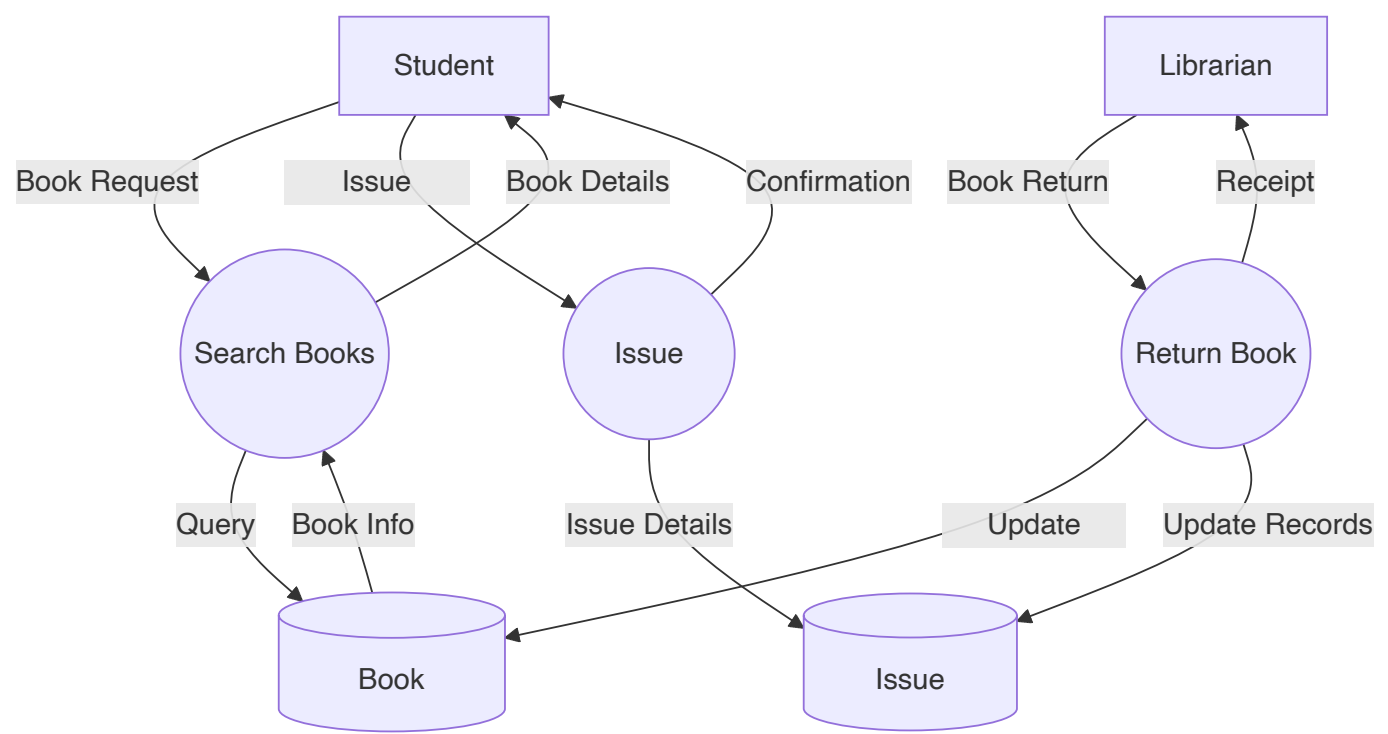 Student
Librarian
Book Request
Issue
Book Details
Confirmation
Book Return
Receipt
Search Books
Issue
Return Book
Query
Book Info
Issue Details
Update
Update Records
Book
Issue